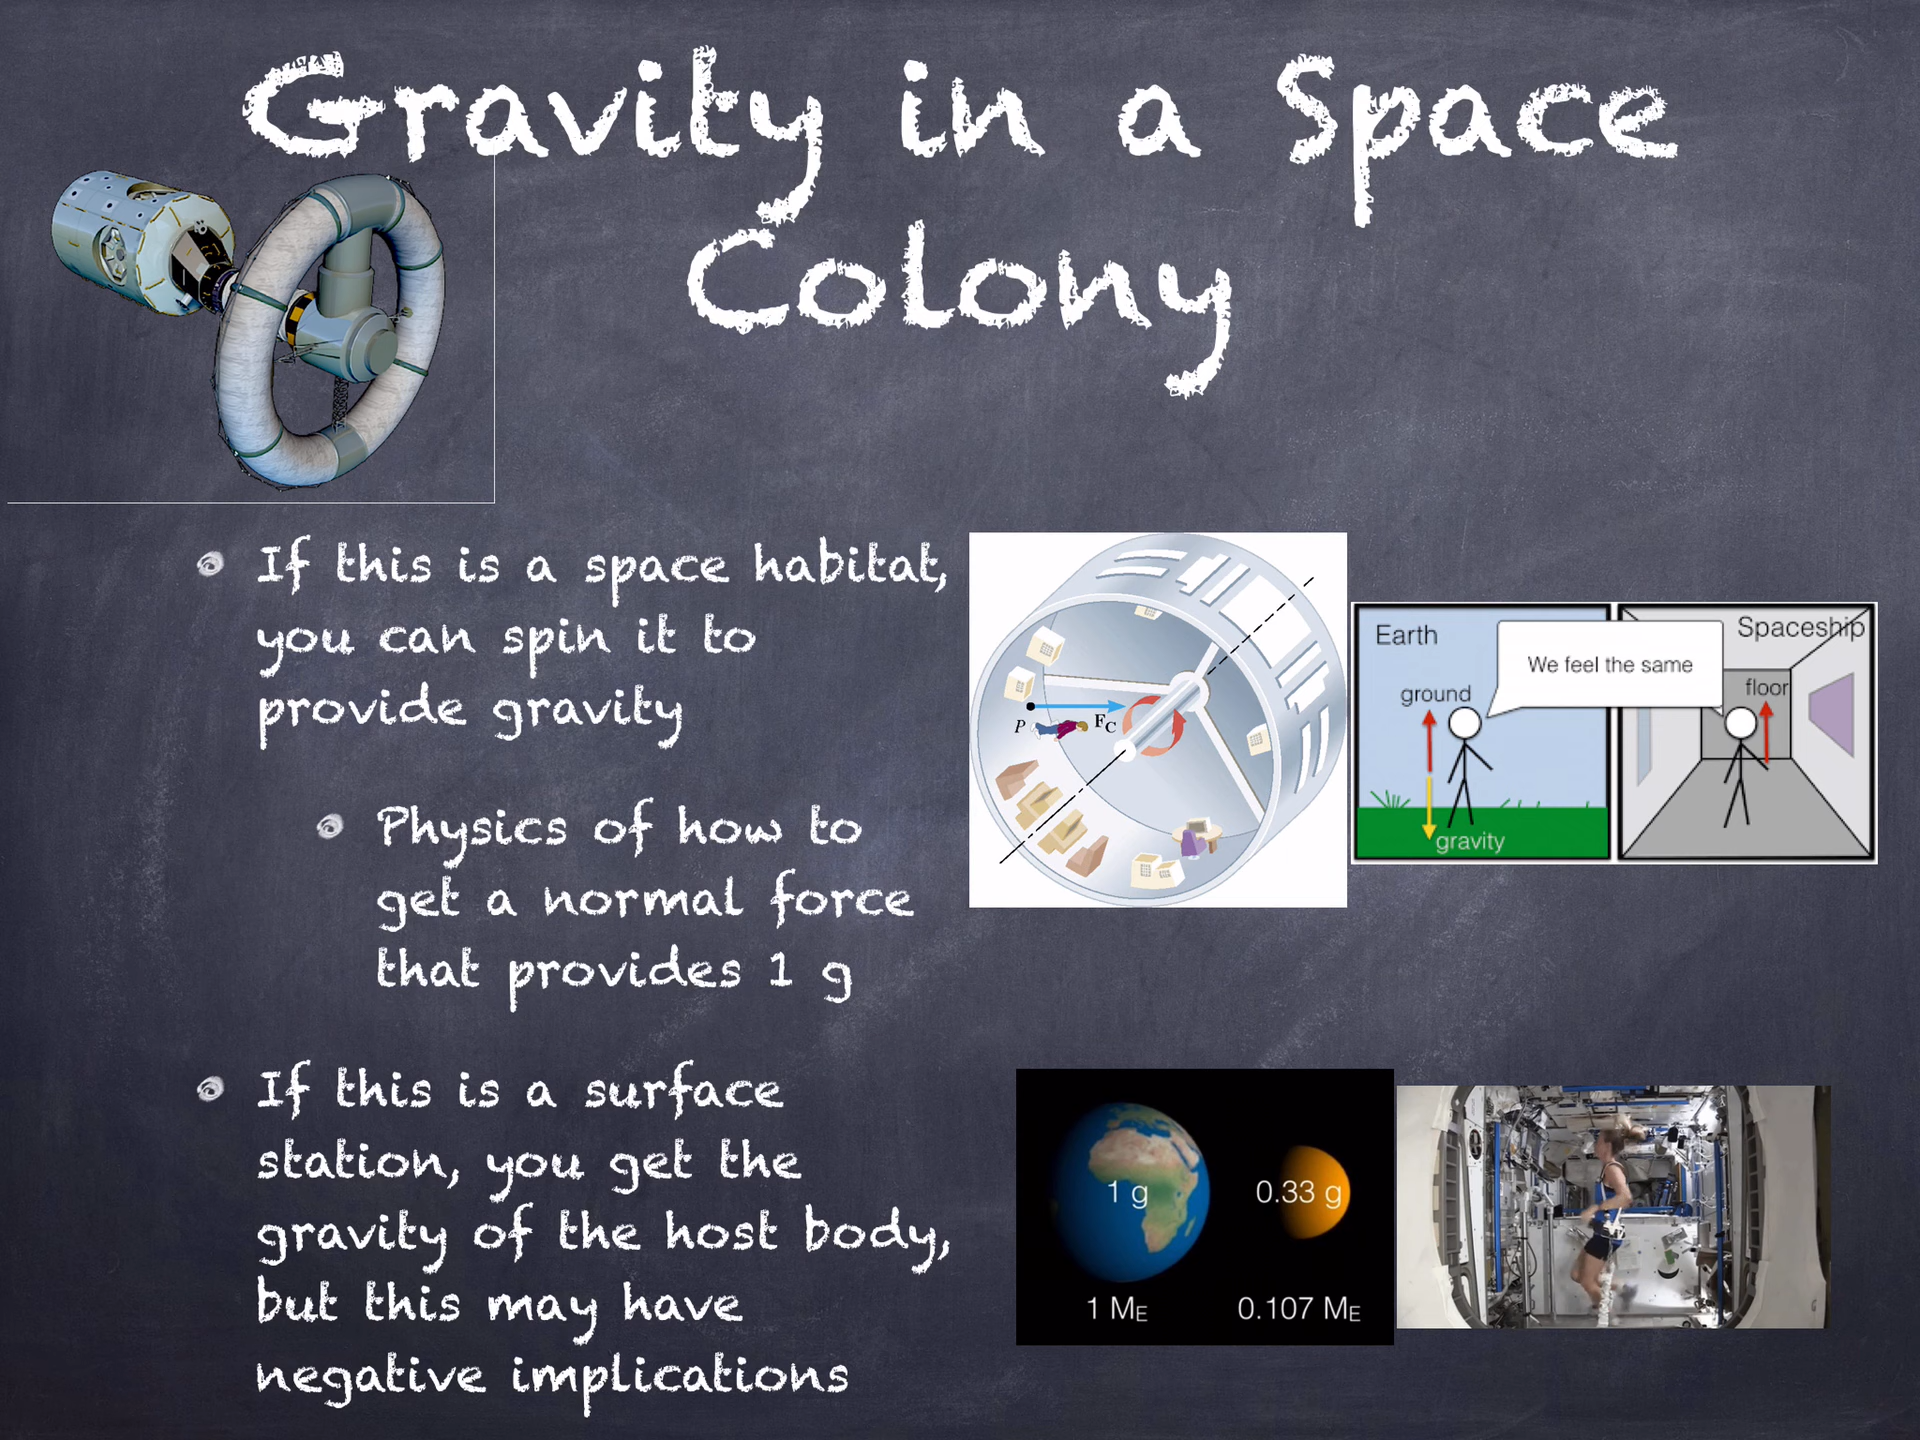 Gravity in a Space
Colony
If this is a space habitat,
you can spin it to
provide gravity
Physics of how to
get a normal force
that provides 1 g
If this is a surface
station, you get the
gravity of the host body,
but this may have
negative implications
P
FC
Earth
We feel the same
Spaceship
ground
floor
gravity
1 g
0.33 g
1 ME
0.107 ME